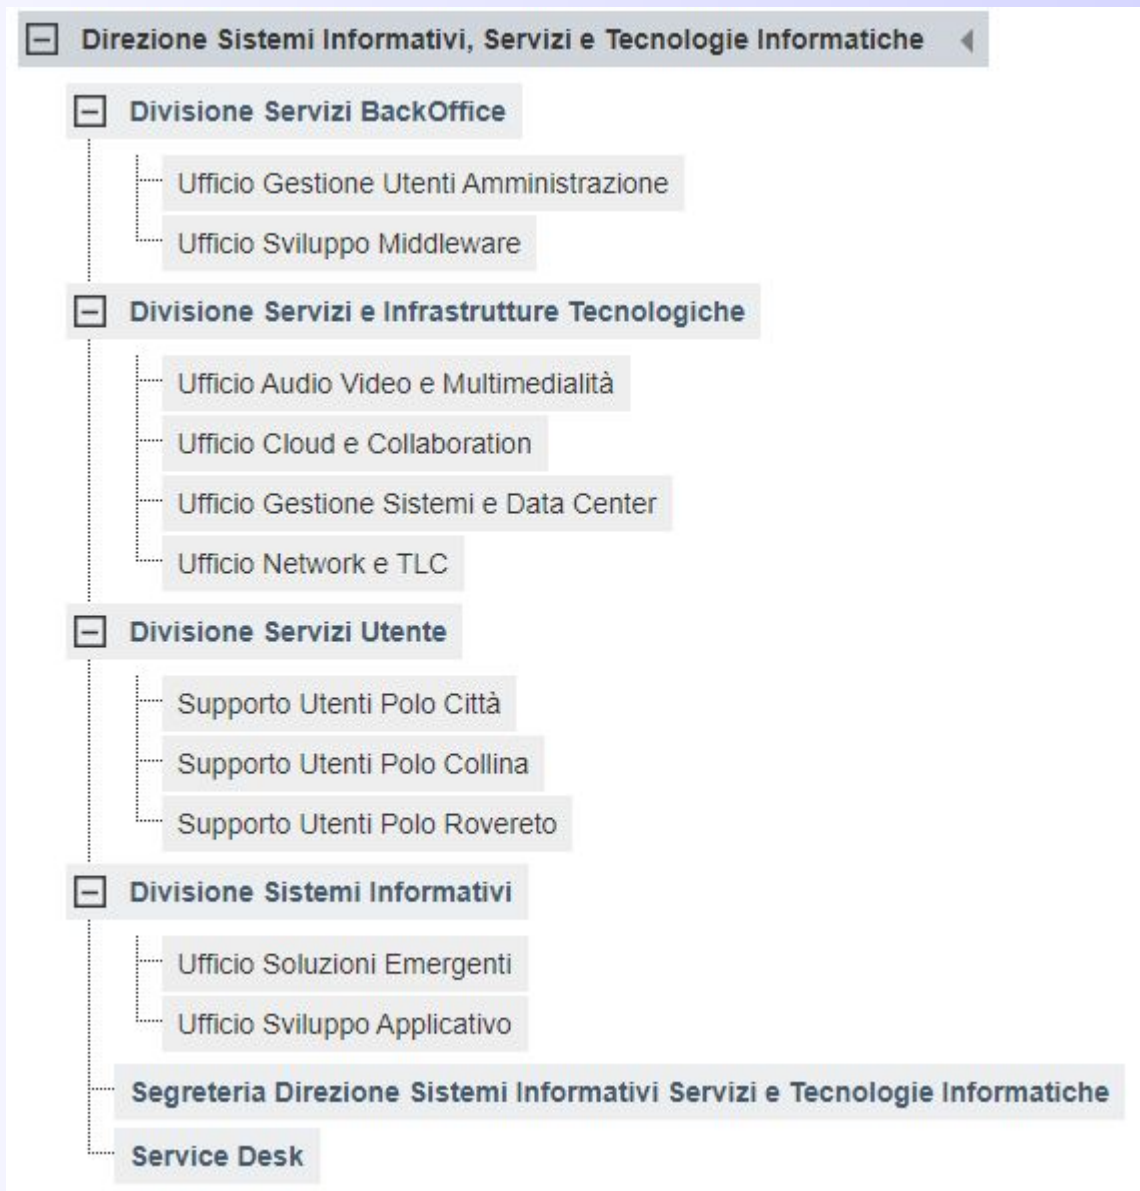 Direzione Sistemi Informativi, Servizi e Tecnologie Informatiche
Divisione Servizi BackOffice
Ufficio Gestione Utenti Amministrazione
Ufficio Sviluppo Middleware
Divisione Servizi e Infrastrutture Tecnologiche
Ufficio Audio Video e Multimedialità
Ufficio Cloud e Collaboration
Ufficio Gestione Sistemi e Data Center
Ufficio Network e TLC
Divisione Servizi Utente
Supporto Utenti Polo Città
Supporto Utenti Polo Collina
Supporto Utenti Polo Rovereto
Divisione Sistemi Informativi
Ufficio Soluzioni Emergenti
Ufficio Sviluppo Applicativo
Segreteria Direzione Sistemi Informativi Servizi e Tecnologie Informatiche
Service Desk